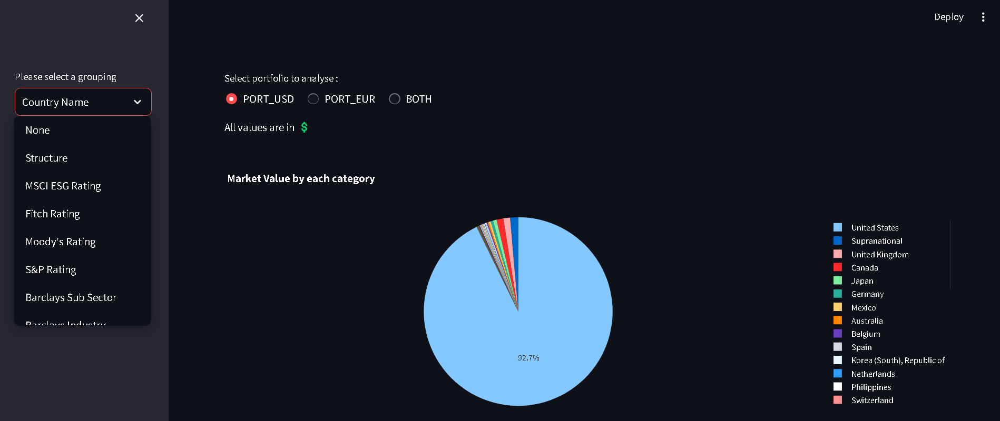 Deploy
Please select a grouping
Country Name
None
Structure
MSCI ESG Rating
Fitch Rating
Moody's Rating
S&P Rating
Barclays Sub Sector
Barclays Industry
Select portfolio to analyse :
PORT_USD PORT_EUR BOTH
All values are in $
Market Value by each category
92.7%
United States
Supranational
United Kingdom
Canada
Japan
Germany
Mexico
Australia
Belgium
Spain
Korea (South), Republic of
Netherlands
Philippines
Switzerland